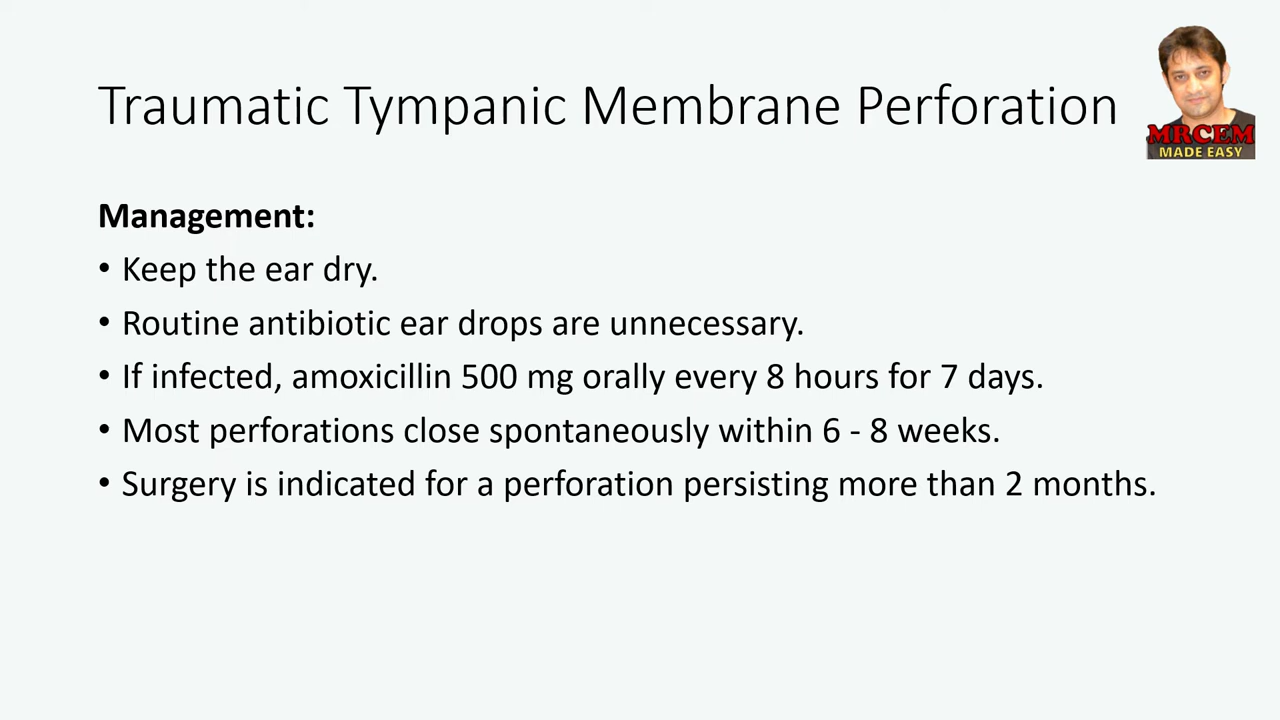 Traumatic Tympanic Membrane Perforation
MRCEM
MADE EASY
Management:
• Keep the ear dry.
• Routine antibiotic ear drops are unnecessary.
• If infected, amoxicillin 500 mg orally every 8 hours for 7 days.
• Most perforations close spontaneously within 6 - 8 weeks.
• Surgery is indicated for a perforation persisting more than 2 months.